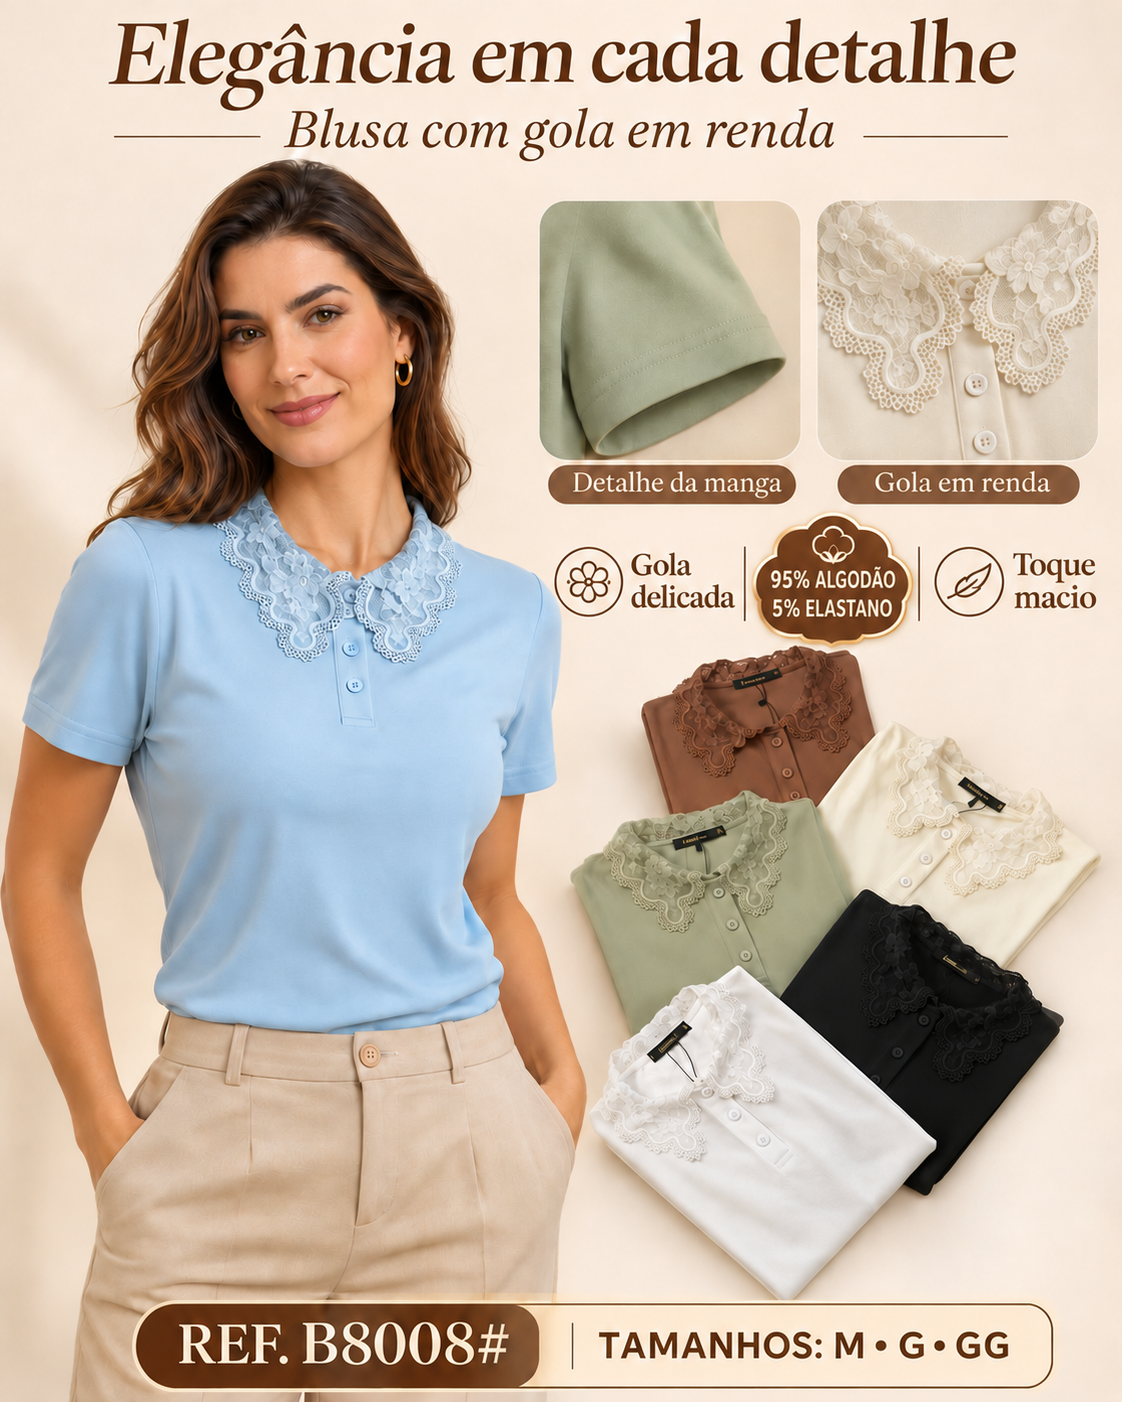 Elegância em cada detalhe
Blusa com gola em renda
Detalhe da manga
Gola em renda
Gola
delicada
95% ALGODÃO
5% ELASTANO
Toque
macio
REF. B8008#
TAMANHOS: M • G • GG